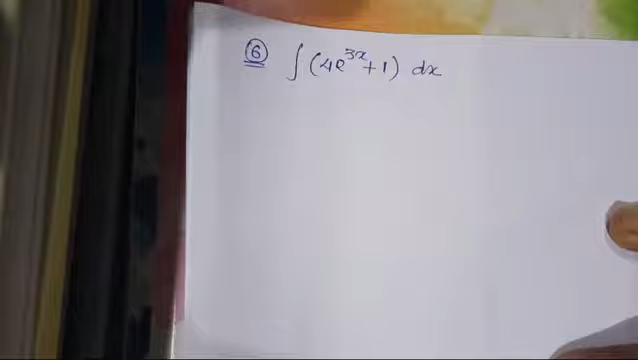 ⑥ ∫ (4e^{3x} + 1) dx